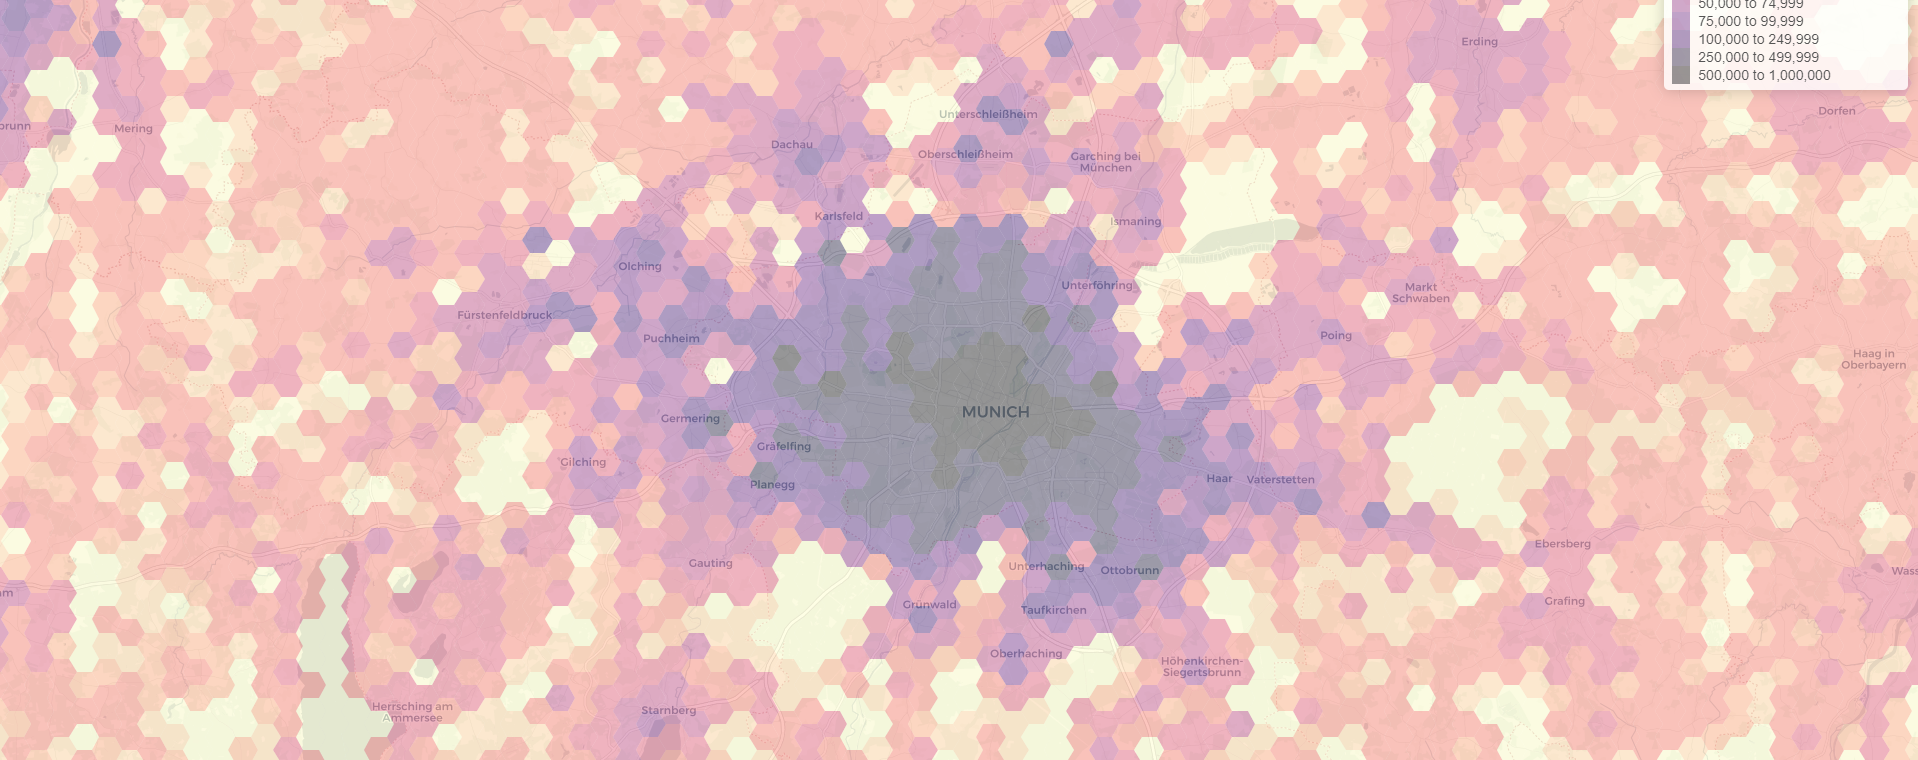 50,000 to 74,999
75,000 to 99,999
100,000 to 249,999
250,000 to 499,999
500,000 to 1,000,000
Erding
Dorfen
Unterschleißheim
Mering
Dachau
Oberschleißheim
Garching bei
München
Karlsfeld
Ismaning
Olching
Unterföhring
Markt
Schwaben
Fürstenfeldbruck
Puchheim
Poing
Haag in
Oberbayern
MUNICH
Germering
Gräfelfing
Gilching
Planegg
Haar
Vaterstetten
Ebersberg
Gauting
Unterhaching
Ottobrunn
Grünwald
Taufkirchen
Grafing
Oberhaching
Höhenkirchen-
Siegertsbrunn
Herrsching am
Ammersee
Starnberg
brunn
am
Wass